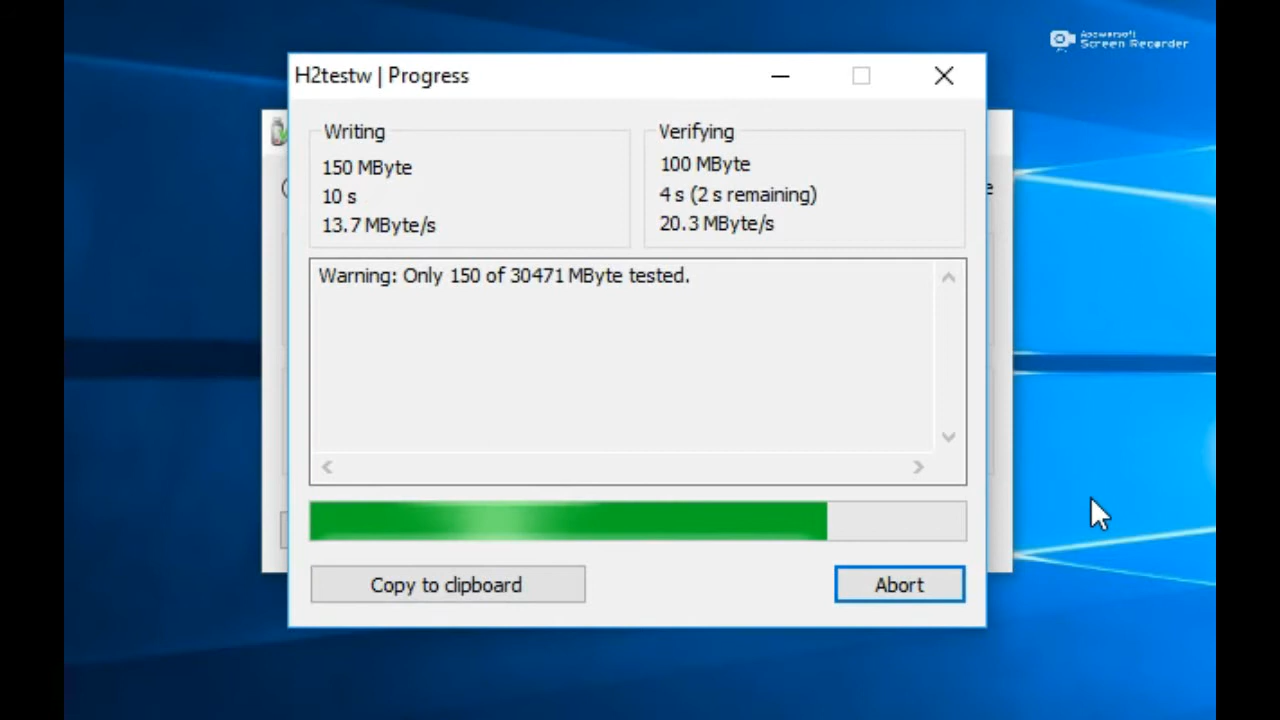 Apowersoft
Screen Recorder
H2testw | Progress
Writing
150 MByte
10 s
13.7 MByte/s
Verifying
100 MByte
4 s (2 s remaining)
20.3 MByte/s
Warning: Only 150 of 30471 MByte tested.
Copy to clipboard
Abort